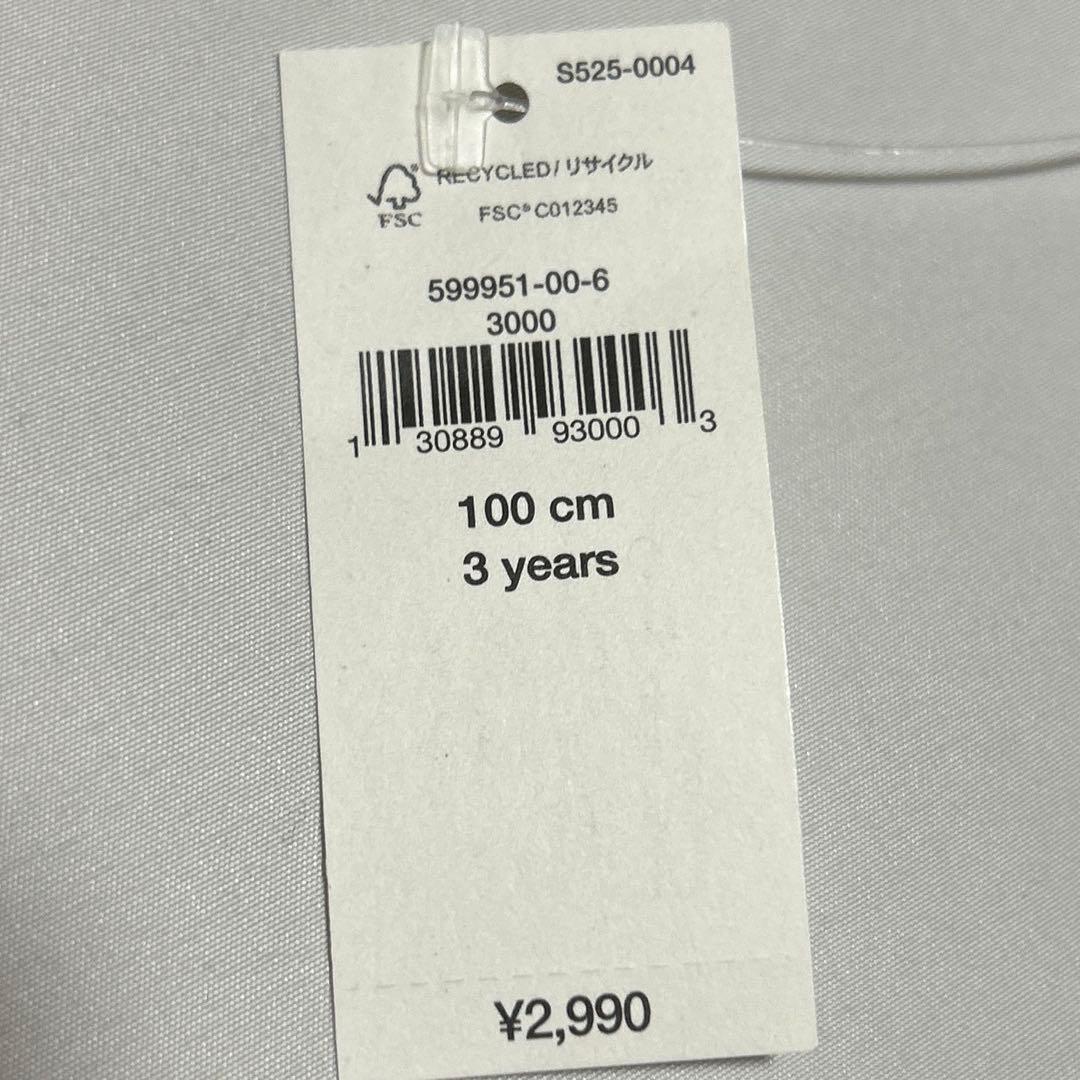 S525-0004
RECYCLED/リサイクル
FSC® C012345
FSC
599951-00-6
3000
1 30889 93000 3
100 cm
3 years
¥2,990